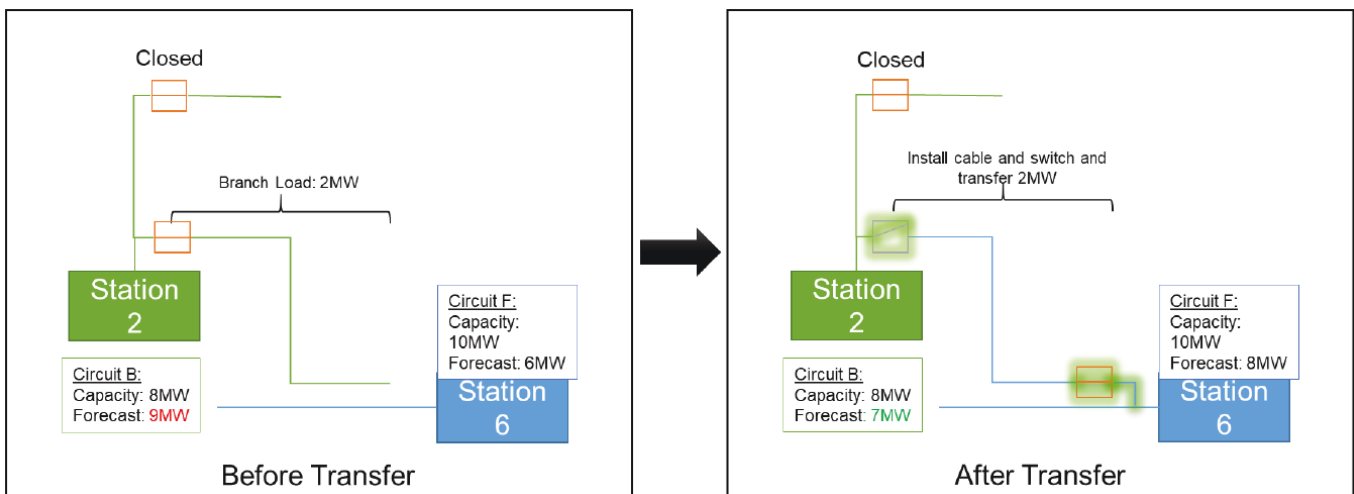 Closed
Branch Load: 2MW
Station
2
Circuit F:
Capacity:
10MW
Forecast: 6MW
Circuit B:
Capacity: 8MW
Forecast: 9MW
Station
6
Before Transfer
Closed
Install cable and switch and
transfer 2MW
Station
2
Circuit F:
Capacity:
10MW
Forecast: 8MW
Circuit B:
Capacity: 8MW
Forecast: 7MW
Station
6
After Transfer